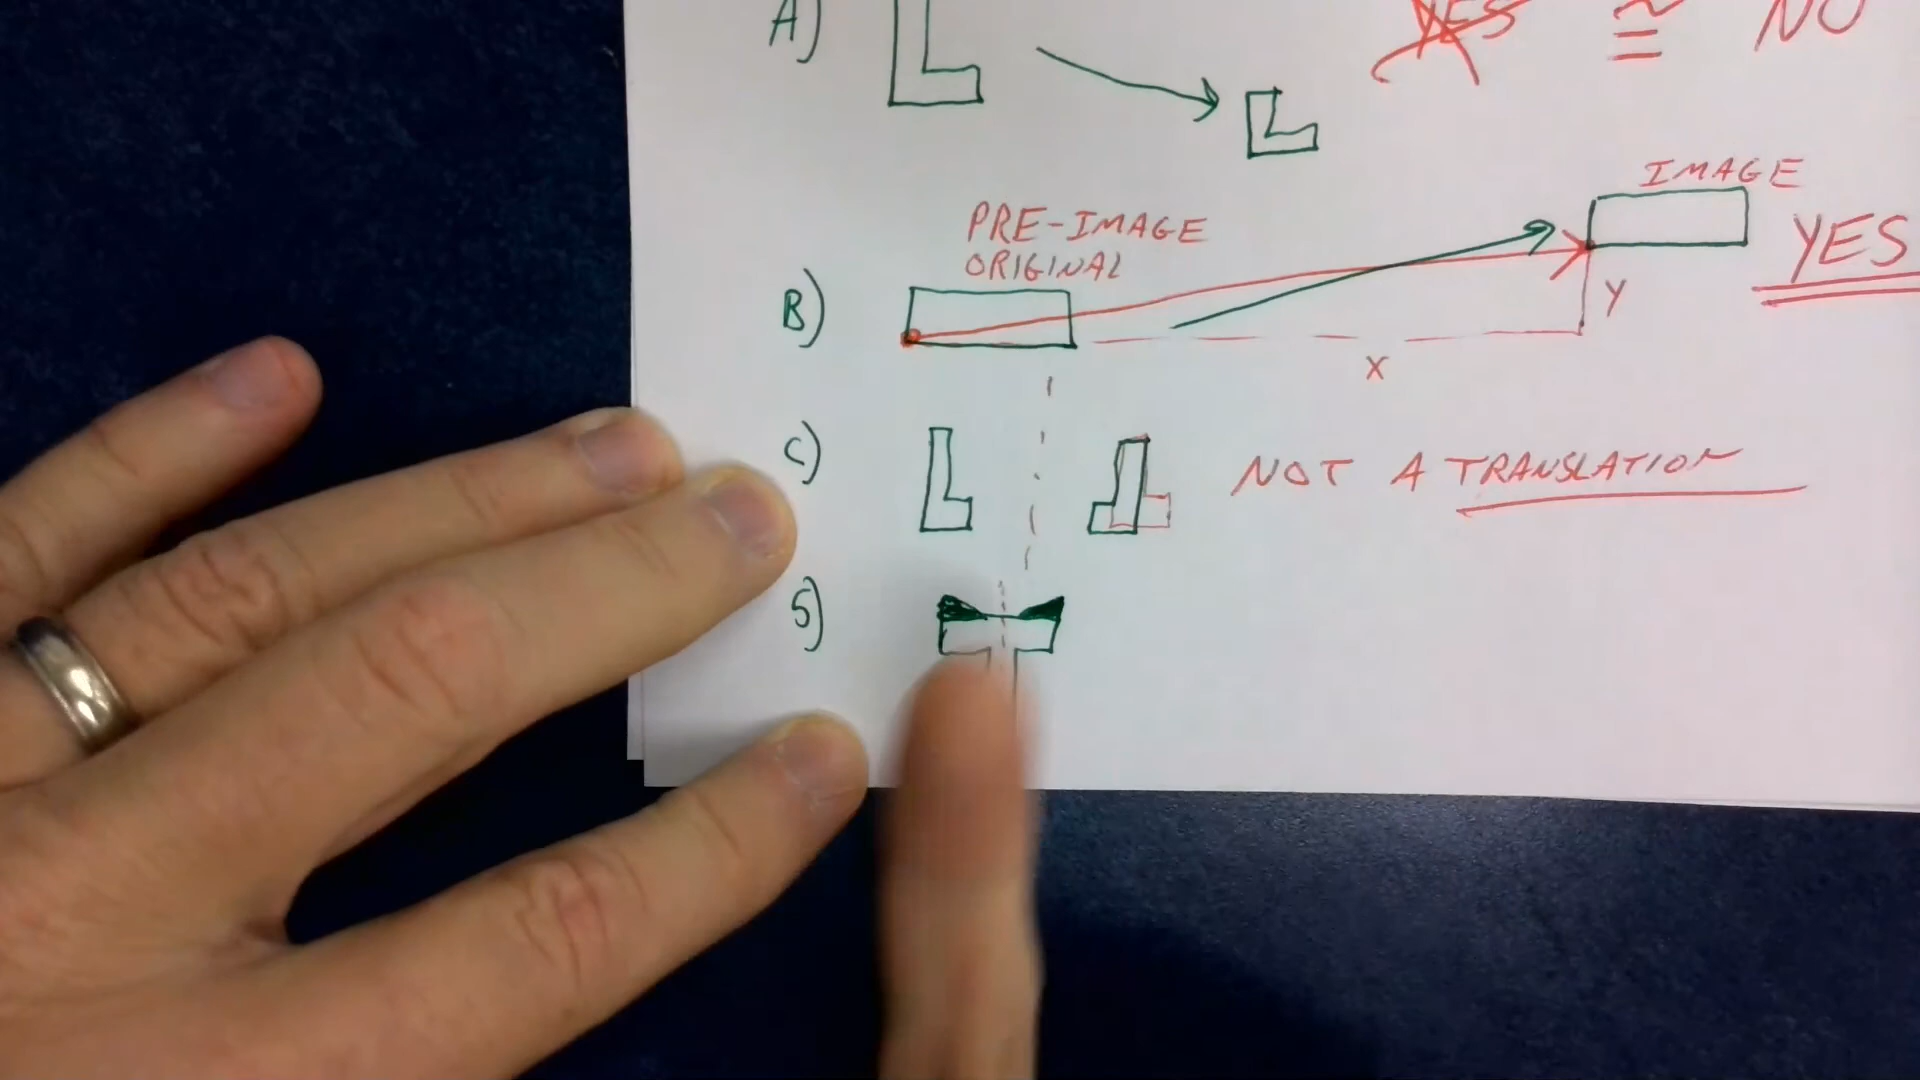 A)
YES ≅ NO
IMAGE
PRE-IMAGE
ORIGINAL
YES
B)
Y
X
C)
NOT A TRANSLATION
5)